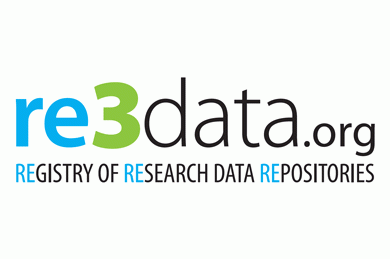 re3data.org
REGISTRY OF RESEARCH DATA REPOSITORIES